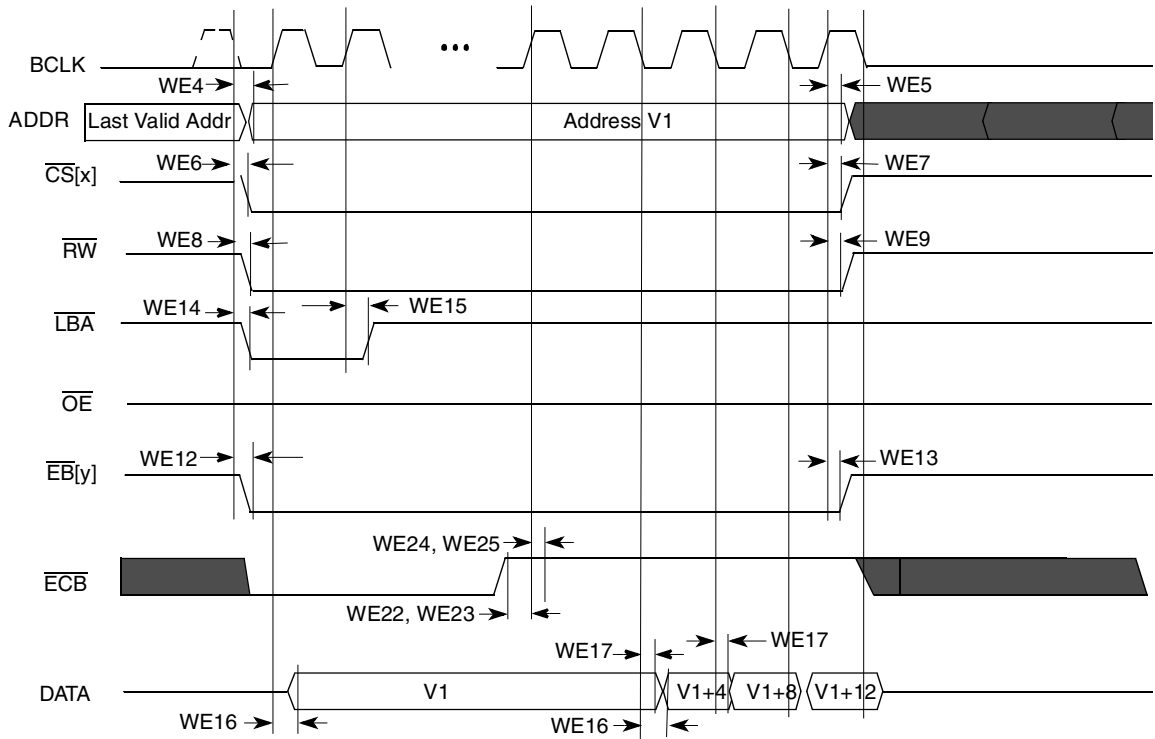 BCLK
•••
WE4
WE5
ADDR
Last Valid Addr
Address V1
WE6
WE7
CS[x]
WE8
WE9
RW
WE14
WE15
LBA
OE
WE12
WE13
EB[y]
WE24, WE25
ECB
WE22, WE23
WE17
WE17
DATA
V1
V1+4
V1+8
V1+12
WE16
WE16